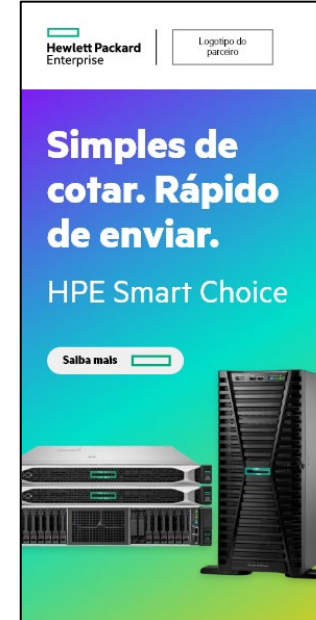 Hewlett Packard
Enterprise
Logotipo do
parceiro
Simples de
cotar. Rápido
de enviar.
HPE Smart Choice
Saiba mais